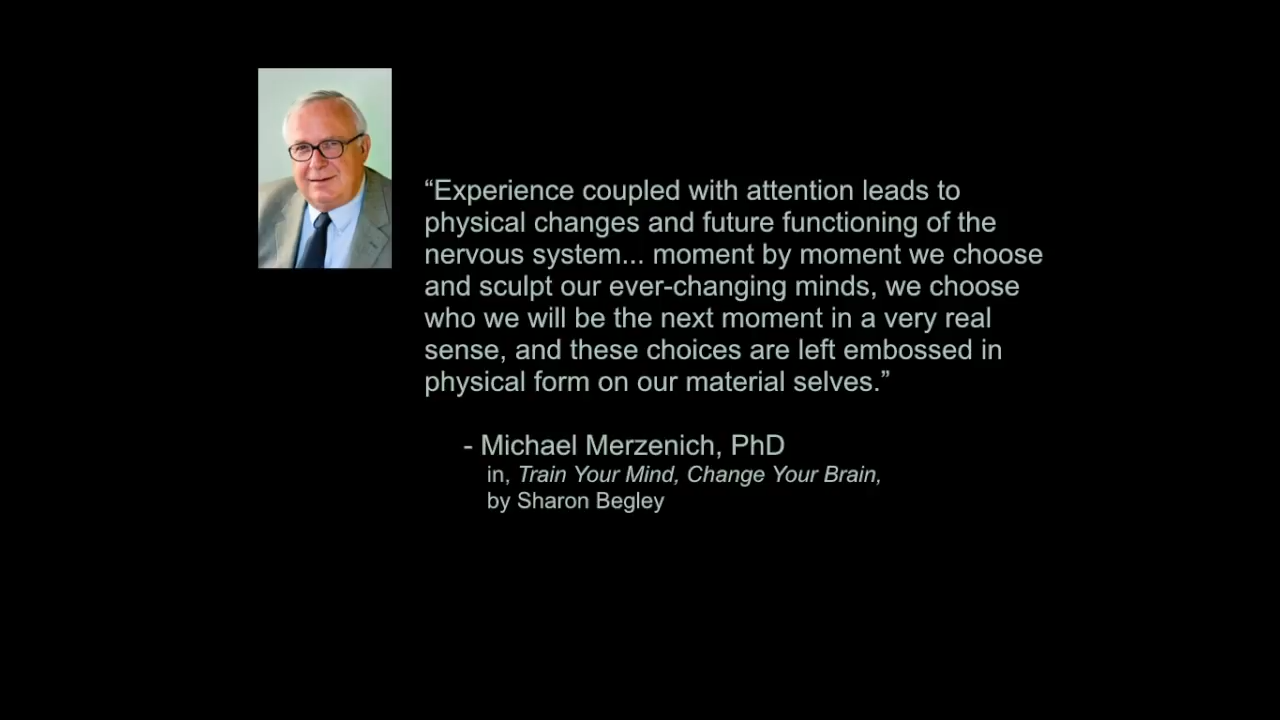 “Experience coupled with attention leads to
physical changes and future functioning of the
nervous system... moment by moment we choose
and sculpt our ever-changing minds, we choose
who we will be the next moment in a very real
sense, and these choices are left embossed in
physical form on our material selves.”
- Michael Merzenich, PhD
in, Train Your Mind, Change Your Brain,
by Sharon Begley